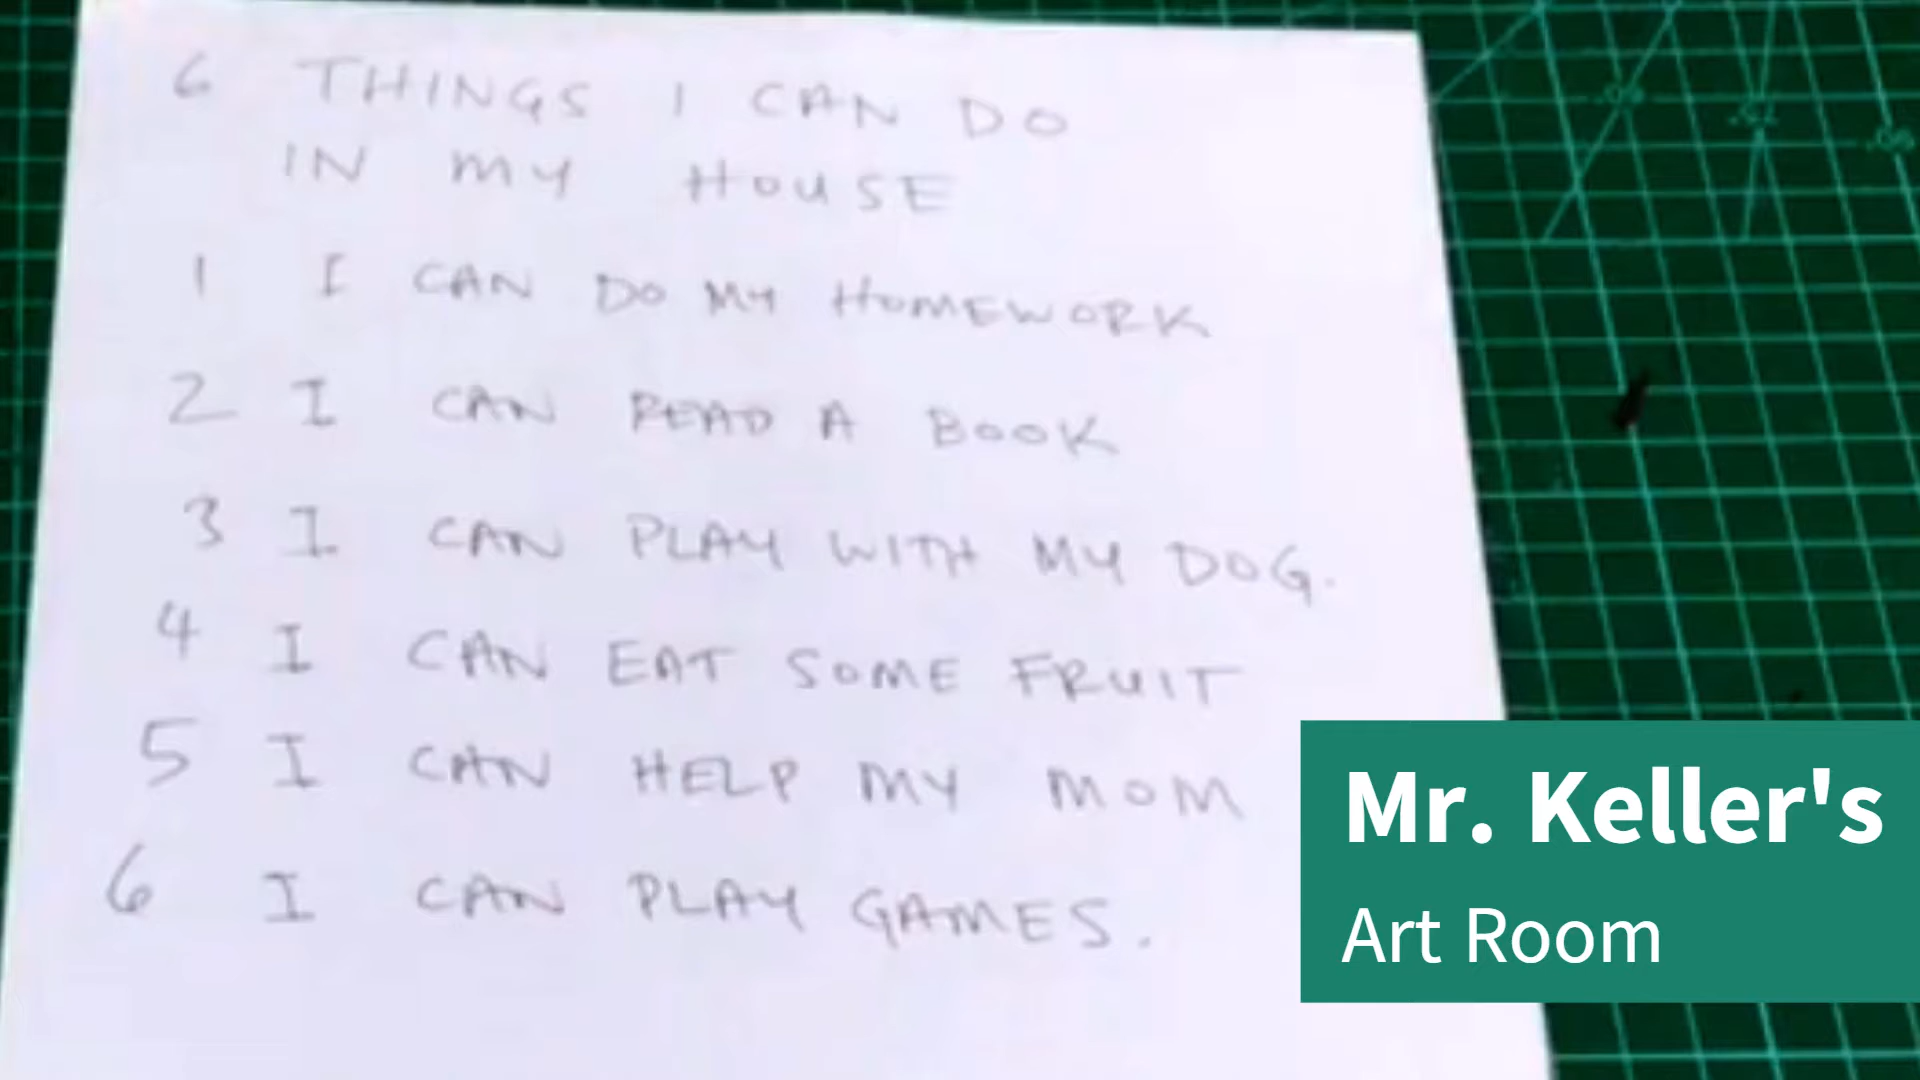 6 THINGS I CAN DO
IN MY HOUSE
1 I CAN DO MY HOMEWORK
2 I CAN READ A BOOK
3 I CAN PLAY WITH MY DOG.
4 I CAN EAT SOME FRUIT
5 I CAN HELP MY MOM
6 I CAN PLAY GAMES.
Mr. Keller's
Art Room